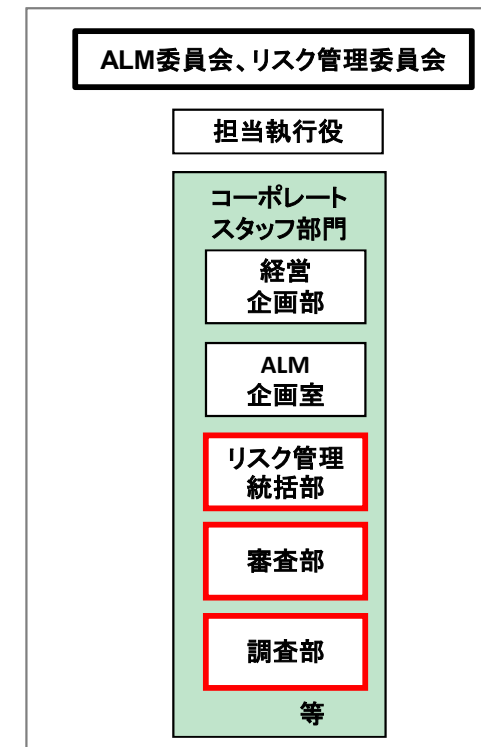 ALM委員会、リスク管理委員会
担当執行役
コーポレート
スタッフ部門
経営
企画部
ALM
企画室
リスク管理
統括部
審査部
調査部
等